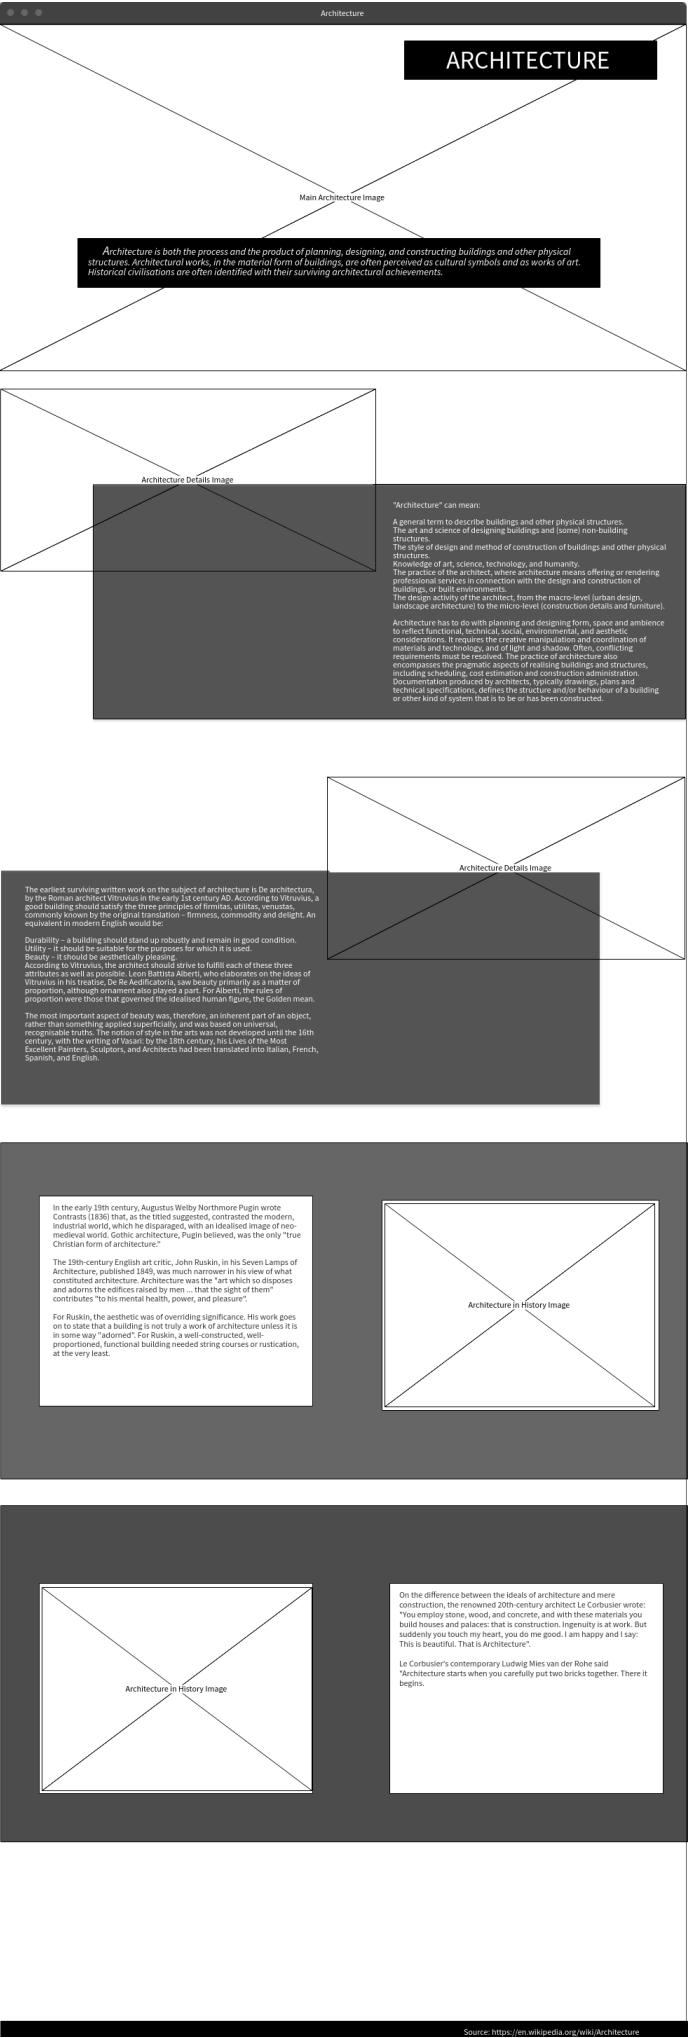 Architecture
ARCHITECTURE
Main Architecture Image
Architecture is both the process and the product of planning, designing, and constructing buildings and other physical
structures. Architectural works, in the material form of buildings, are often perceived as cultural symbols and as works of art.
Historical civilisations are often identified with their surviving architectural achievements.
Architecture Details Image
"Architecture" can mean:
A general term to describe buildings and other physical structures.
The art and science of designing buildings and (some) non-building
structures.
The style of design and method of construction of buildings and other physical
structures.
Knowledge of art, science, technology, and humanity.
The practice of the architect, where architecture means offering or rendering
professional services in connection with the design and construction of
buildings, or built environments.
The design activity of the architect, from the macro-level (urban design,
landscape architecture) to the micro-level (construction details and furniture).
Architecture has to do with planning and designing form, space and ambience
to reflect functional, technical, social, environmental, and aesthetic
considerations. It requires the creative manipulation and coordination of
materials and technology, and of light and shadow. Often, conflicting
requirements must be resolved. The practice of architecture also
encompasses the pragmatic aspects of realising buildings and structures,
including scheduling, cost estimation and construction administration.
Documentation produced by architects, typically drawings, plans and
technical specifications, defines the structure and/or behaviour of a building
or other kind of system that is to be or has been constructed.
Architecture Details Image
The earliest surviving written work on the subject of architecture is De architectura,
by the Roman architect Vitruvius in the early 1st century AD. According to Vitruvius, a
good building should satisfy the three principles of firmitas, utilitas, venustas,
commonly known by the original translation – firmness, commodity and delight. An
equivalent in modern English would be:
Durability – a building should stand up robustly and remain in good condition.
Utility – it should be suitable for the purposes for which it is used.
Beauty – it should be aesthetically pleasing.
According to Vitruvius, the architect should strive to fulfill each of these three
attributes as well as possible. Leon Battista Alberti, who elaborates on the ideas of
Vitruvius in his treatise, De Re Aedificatoria, saw beauty primarily as a matter of
proportion, although ornament also played a part. For Alberti, the rules of
proportion were those that governed the idealised human figure, the Golden mean.
The most important aspect of beauty was, therefore, an inherent part of an object,
rather than something applied superficially, and was based on universal,
recognisable truths. The notion of style in the arts was not developed until the 16th
century, with the writing of Vasari: by the 18th century, his Lives of the Most
Excellent Painters, Sculptors, and Architects had been translated into Italian, French,
Spanish, and English.
In the early 19th century, Augustus Welby Northmore Pugin wrote
Contrasts (1836) that, as the titled suggested, contrasted the modern,
industrial world, which he disparaged, with an idealised image of neo-
medieval world. Gothic architecture, Pugin believed, was the only "true
Christian form of architecture."
The 19th-century English art critic, John Ruskin, in his Seven Lamps of
Architecture, published 1849, was much narrower in his view of what
constituted architecture. Architecture was the "art which so disposes
and adorns the edifices raised by men ... that the sight of them"
contributes "to his mental health, power, and pleasure".
For Ruskin, the aesthetic was of overriding significance. His work goes
on to state that a building is not truly a work of architecture unless it is
in some way "adorned". For Ruskin, a well-constructed, well-
proportioned, functional building needed string courses or rustication,
at the very least.
Architecture in History Image
Architecture in History Image
On the difference between the ideals of architecture and mere
construction, the renowned 20th-century architect Le Corbusier wrote:
"You employ stone, wood, and concrete, and with these materials you
build houses and palaces: that is construction. Ingenuity is at work. But
suddenly you touch my heart, you do me good. I am happy and I say:
This is beautiful. That is Architecture".
Le Corbusier's contemporary Ludwig Mies van der Rohe said
"Architecture starts when you carefully put two bricks together. There it
begins.
Source: https://en.wikipedia.org/wiki/Architecture